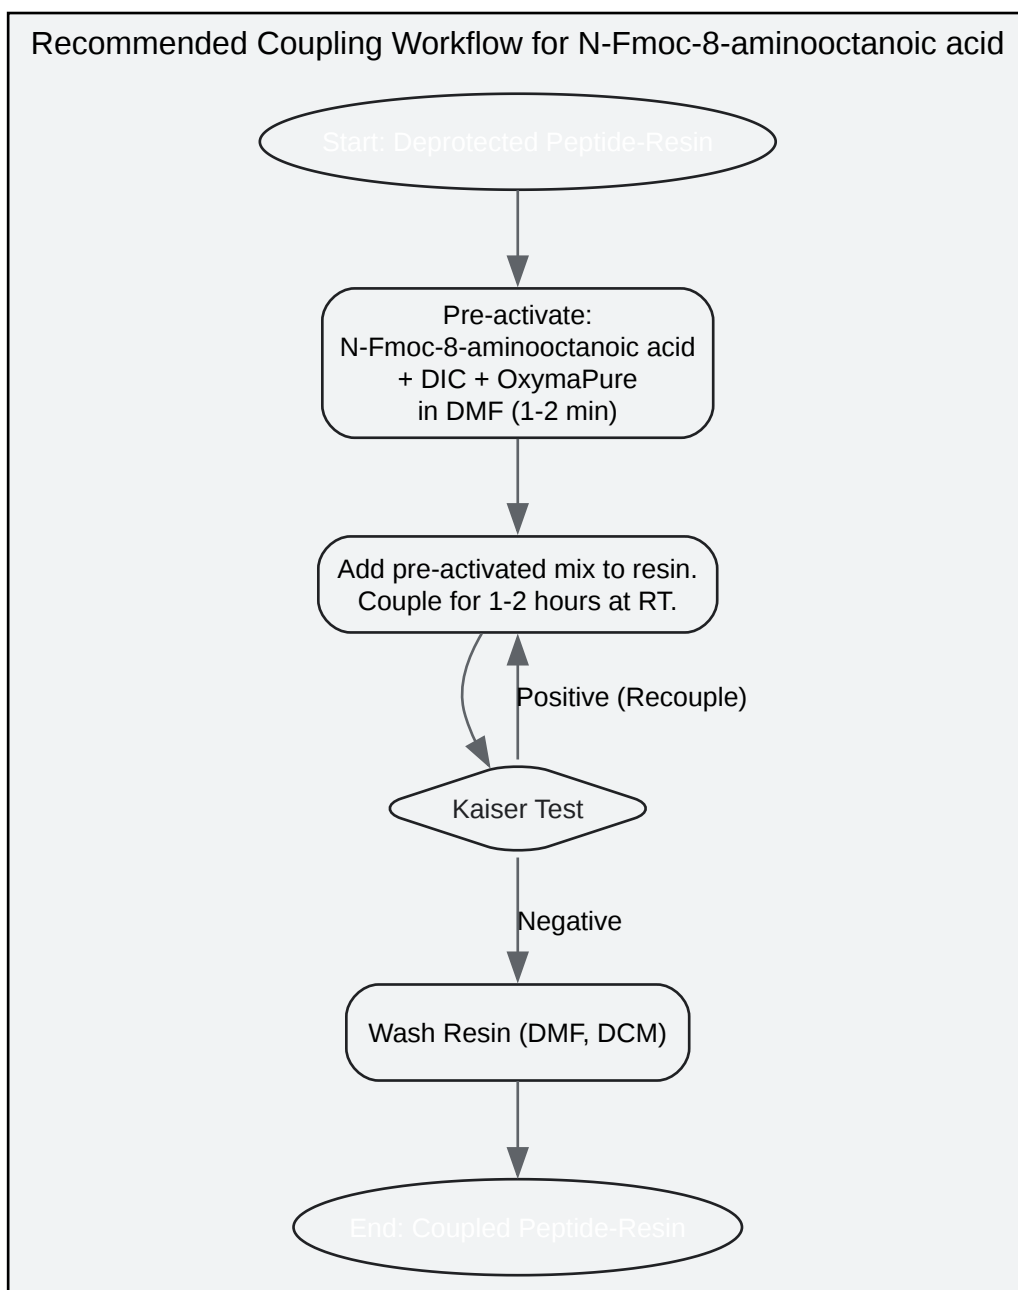 Recommended Coupling Workflow for N-Fmoc-8-aminooctanoic acid
Start: Deprotected Peptide-Resin
Pre-activate:
N-Fmoc-8-aminooctanoic acid
+ DIC + OxymaPure
in DMF (1-2 min)
Add pre-activated mix to resin.
Couple for 1-2 hours at RT.
Positive (Recouple)
Kaiser Test
Negative
Wash Resin (DMF, DCM)
End: Coupled Peptide-Resin